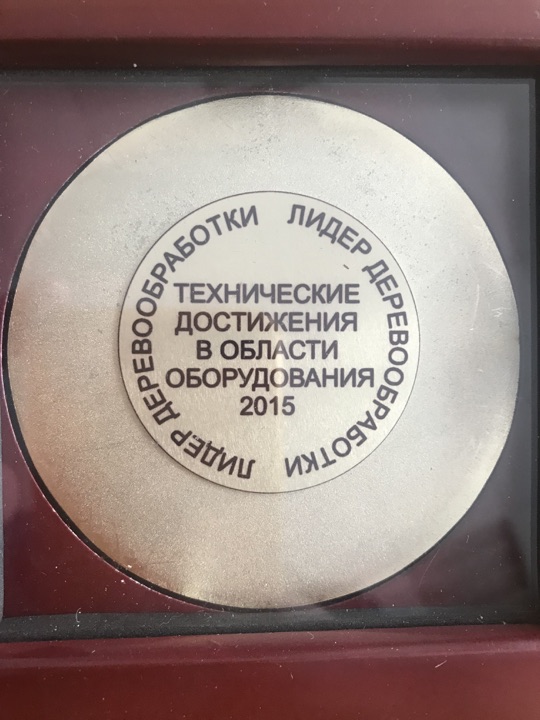 ЛИДЕР ДЕРЕВООБРАБОТКИ
ЛИДЕР ДЕРЕВООБРАБОТКИ
ТЕХНИЧЕСКИЕ
ДОСТИЖЕНИЯ
В ОБЛАСТИ
ОБОРУДОВАНИЯ
2015